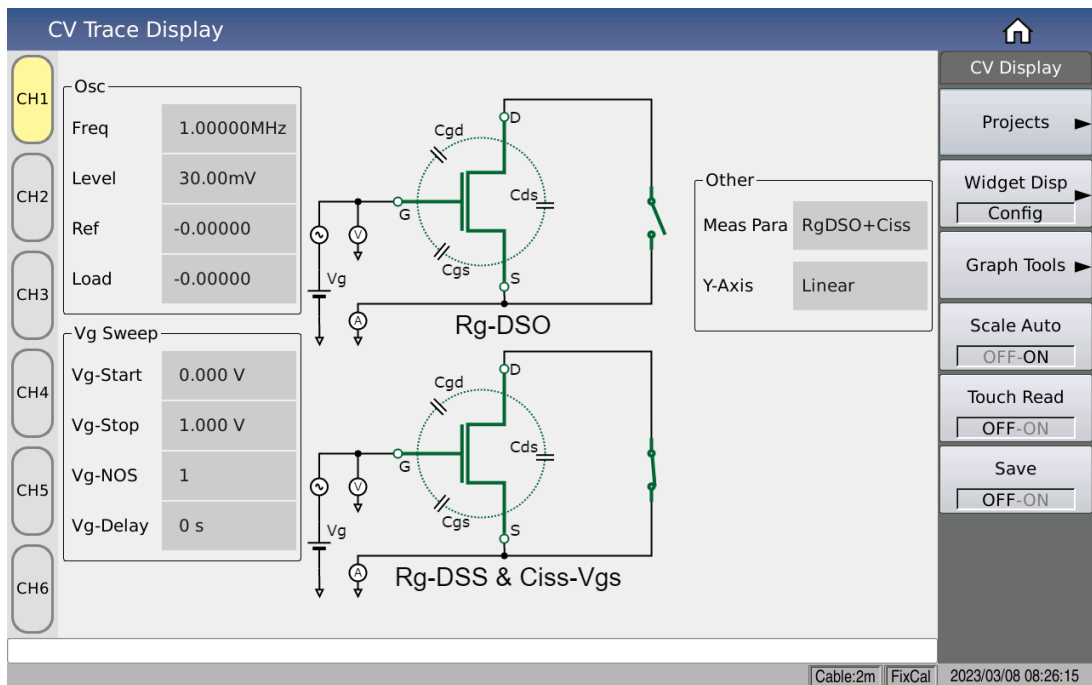 CV Trace Display
CH1
CH2
CH3
CH4
CH5
CH6
Osc
Freq 1.00000MHz
Level 30.00mV
Ref -0.00000
Load -0.00000
Vg Sweep
Vg-Start 0.000 V
Vg-Stop 1.000 V
Vg-NOS 1
Vg-Delay 0 s
D
Cgd
Cds
G
V
Cgs
S
Vg
A
Rg-DSO
D
Cgd
Cds
G
V
Cgs
S
Vg
A
Rg-DSS & Ciss-Vgs
Other
Meas Para RgDSO+Ciss
Y-Axis Linear
CV Display
Projects
Widget Disp
Config
Graph Tools
Scale Auto
OFF-ON
Touch Read
OFF-ON
Save
OFF-ON
Cable:2m FixCal 2023/03/08 08:26:15